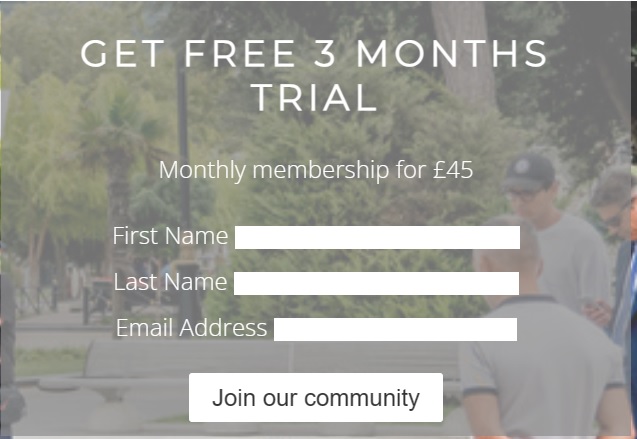 GET FREE 3 MONTHS
TRIAL
Monthly membership for £45
First Name
Last Name
Email Address
Join our community